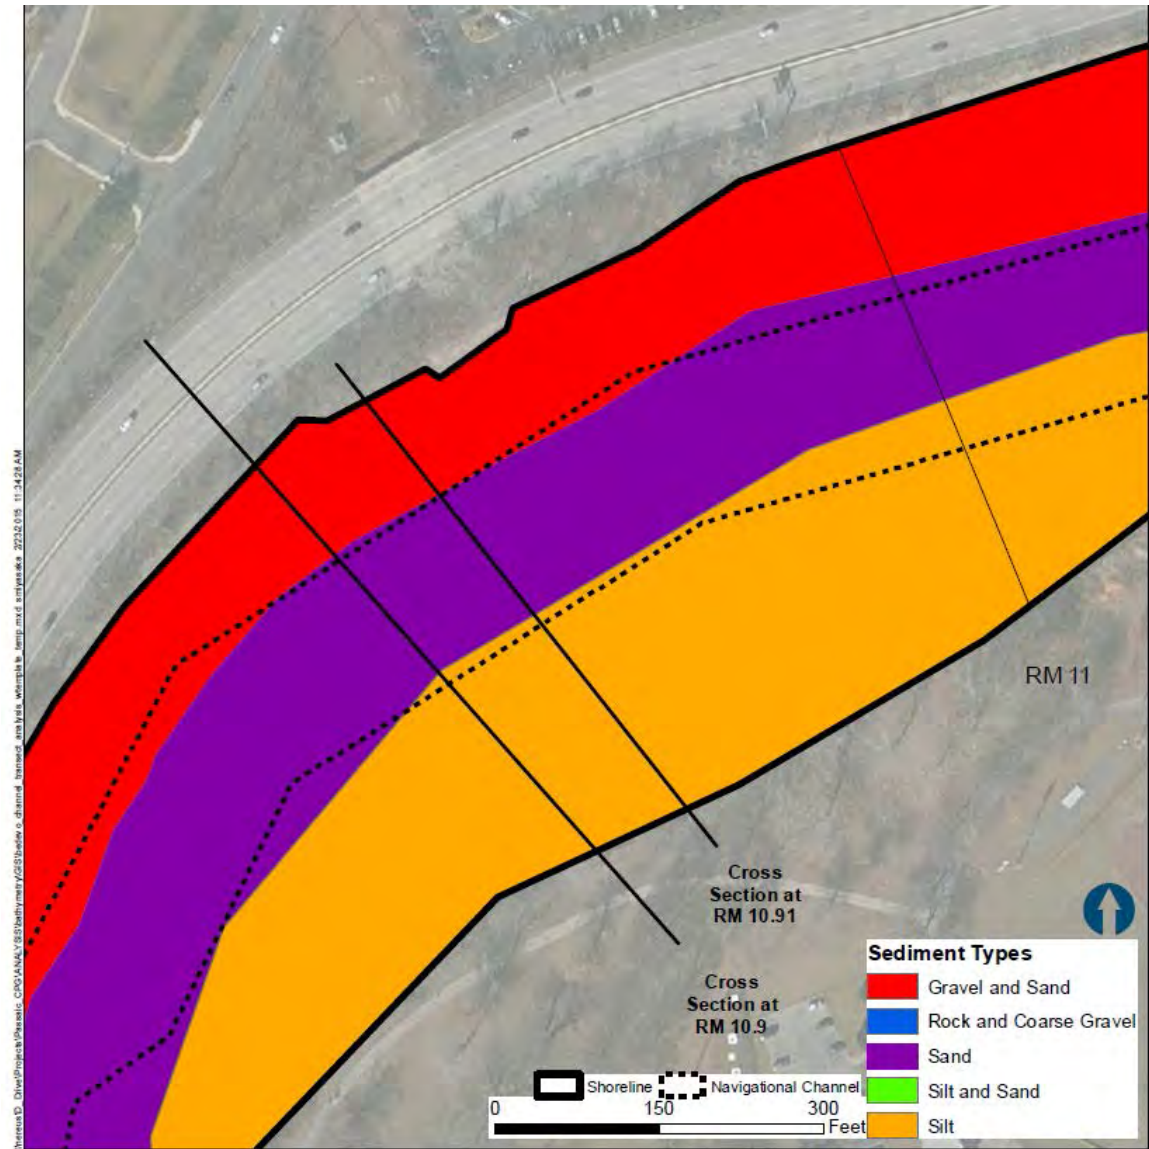 RM 11
Cross
Section at
RM 10.91
Cross
Section at
RM 10.9
Sediment Types
Gravel and Sand
Rock and Coarse Gravel
Sand
Silt and Sand
Silt
Shoreline
Navigational Channel
0 150 300
Feet